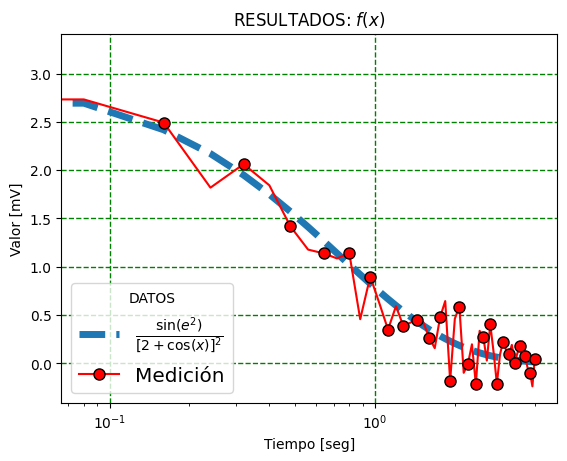 RESULTADOS: f(x)
3.0
2.5
2.0
1.5
1.0
0.5
0.0
Valor [mV]
DATOS
sin(e²)
[2 + cos(x)]²
Medición
10⁻¹ 10⁰
Tiempo [seg]